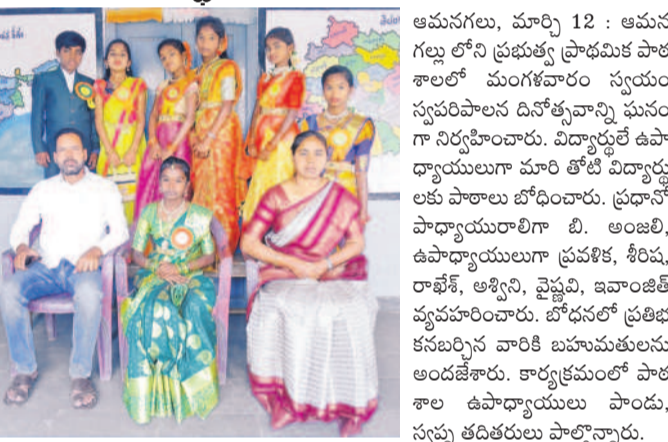 ఆమనగలు, మార్చి 12 : ఆమన
గల్లు లోని ప్రభుత్వ ప్రాథమిక పాఠ
శాలలో మంగళవారం స్వయం
స్వపరిపాలన దినోత్సవాన్ని ఘనం
గా నిర్వహించారు. విద్యార్థులే ఉపా
ధ్యాయులుగా మారి తోటి విద్యార్థు
లకు పాఠాలు బోధించారు. ప్రధానో
పాధ్యాయురాలిగా బి. అంజలి,
ఉపాధ్యాయులుగా ప్రవళిక, శీరిష,
రాఖేశ్, అశ్విని, వైష్ణవి, ఇవాంజిత్
వ్యవహరించారు. బోధనలో ప్రతిభ
కనబర్చిన వారికి బహుమతులను
అందజేశారు. కార్యక్రమంలో పాఠ
శాల ఉపాధ్యాయులు పాండు,
స్వప్న తదితరులు పాల్గొన్నారు.